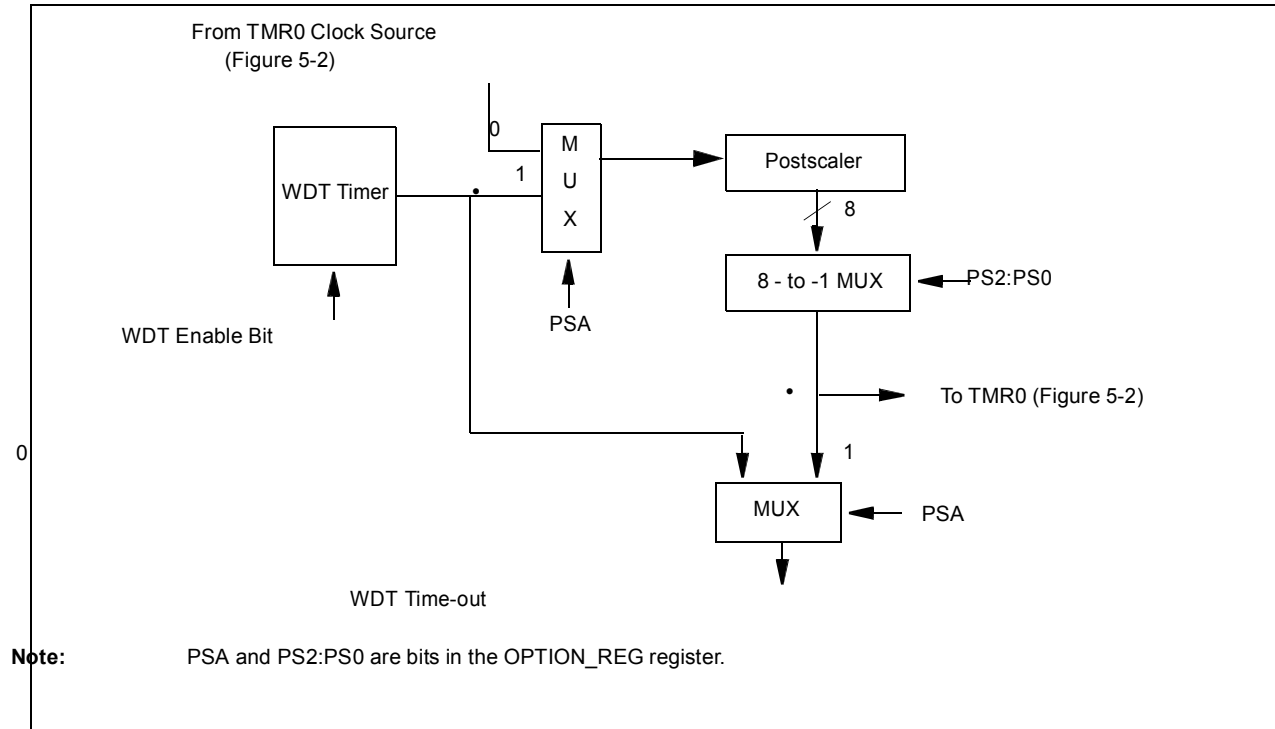 From TMR0 Clock Source
(Figure 5-2)
0
M
U
X
1
WDT Timer
Postscaler
8
8 - to -1 MUX
PS2:PS0
PSA
WDT Enable Bit
To TMR0 (Figure 5-2)
0
1
MUX
PSA
WDT Time-out
Note: PSA and PS2:PS0 are bits in the OPTION_REG register.